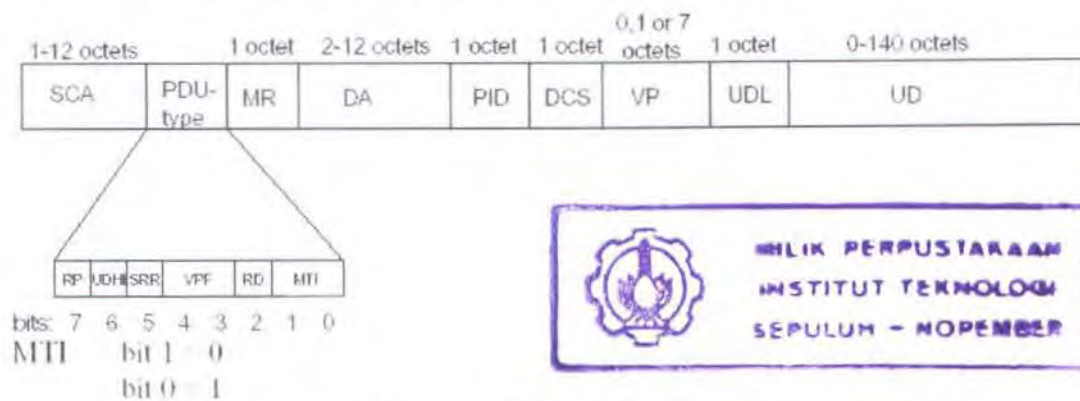 0,1 or 7
1-12 octets 1 octet 2-12 octets 1 octet 1 octet octets 1 octet 0-140 octets
SCA PDU- MR DA PID DCS VP UDL UD
type
RP UDHI SRR VPF RD MTI
bits: 7 6 5 4 3 2 1 0
MTI bit 1 = 0
bit 0 = 1
MILIK PERPUSTAKAAN
INSTITUT TEKNOLOGI
SEPULUH - NOPEMBER